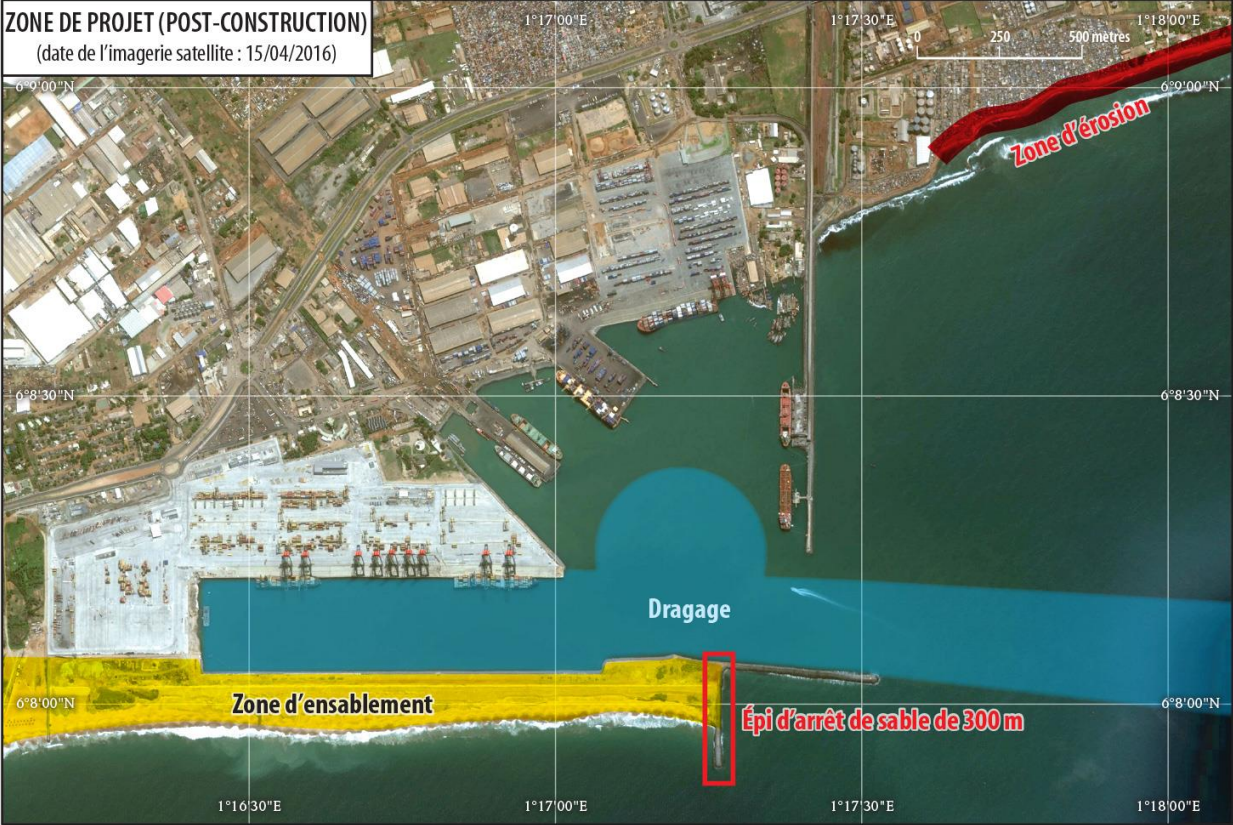 ZONE DE PROJET (POST-CONSTRUCTION)
(date de l'imagerie satellite : 15/04/2016)
1°17'00"E
1°17'30"E
1°18'00"E
0 250 500 mètres
6°9'00"N
6°9'00"N
Zone d'érosion
6°8'30"N
6°8'30"N
Dragage
6°8'00"N
6°8'00"N
Zone d'ensablement
Épi d'arrêt de sable de 300 m
1°16'30"E
1°17'00"E
1°17'30"E
1°18'00"E